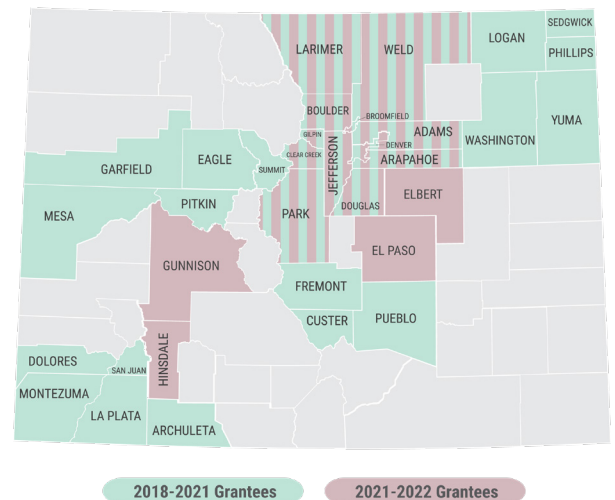 SEDGWICK
LOGAN
LARIMER WELD
PHILLIPS
BOULDER
BROOMFIELD
YUMA
GILPIN
ADAMS
WASHINGTON
DENVER
CLEAR CREEK
EAGLE
ARAPAHOE
JEFFERSON
GARFIELD
SUMMIT
ELBERT
PITKIN
DOUGLAS
MESA
PARK
EL PASO
GUNNISON
FREMONT
CUSTER
PUEBLO
HINSDALE
DOLORES
SAN JUAN
MONTEZUMA
LA PLATA
ARCHULETA
2018-2021 Grantees
2021-2022 Grantees